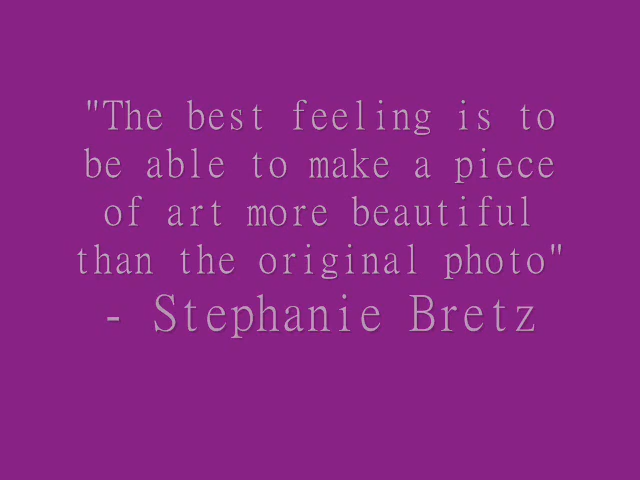 "The best feeling is to
be able to make a piece
of art more beautiful
than the original photo"
- Stephanie Bretz